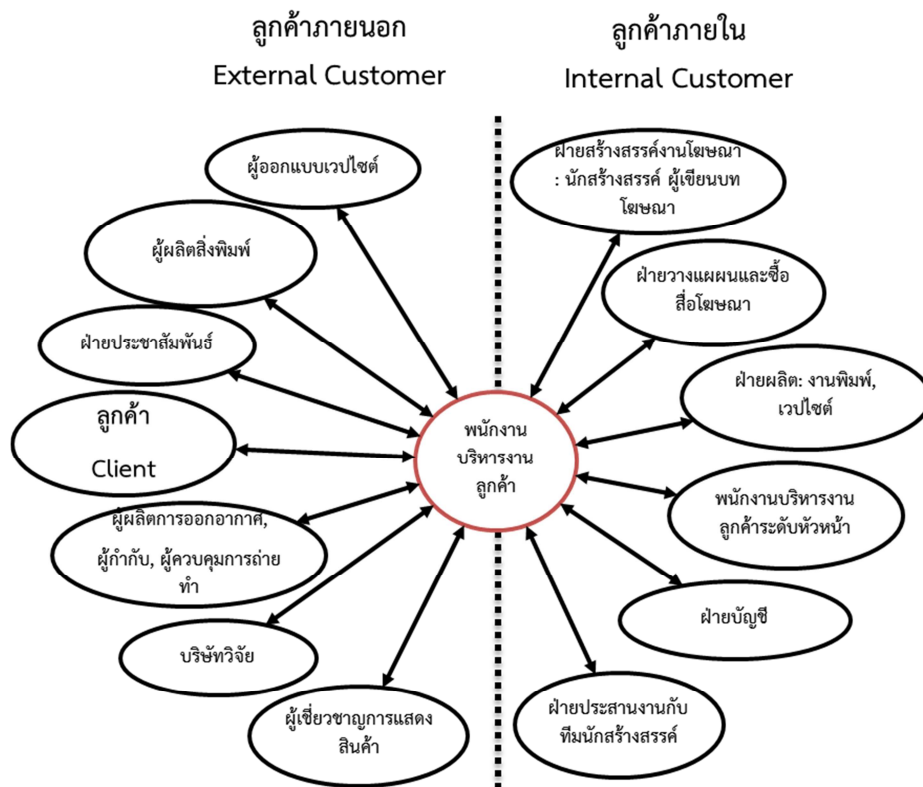 ลูกค้าภายนอก
External Customer
ลูกค้าภายใน
Internal Customer
ผู้ออกแบบเวปไซต์
ผู้ผลิตสิ่งพิมพ์
ฝ่ายประชาสัมพันธ์
ลูกค้า
Client
ผู้ผลิตการออกอากาศ,
ผู้กำกับ, ผู้ควบคุมการถ่าย
ทำ
บริษัทวิจัย
ผู้เชี่ยวชาญการแสดง
สินค้า
พนักงาน
บริหารงาน
ลูกค้า
ฝ่ายสร้างสรรค์งานโฆษณา
: นักสร้างสรรค์ ผู้เขียนบท
โฆษณา
ฝ่ายวางแผผนและซื้อ
สื่อโฆษณา
ฝ่ายผลิต: งานพิมพ์,
เวปไซต์
พนักงานบริหารงาน
ลูกค้าระดับหัวหน้า
ฝ่ายบัญชี
ฝ่ายประสานงานกับ
ทีมนักสร้างสรรค์